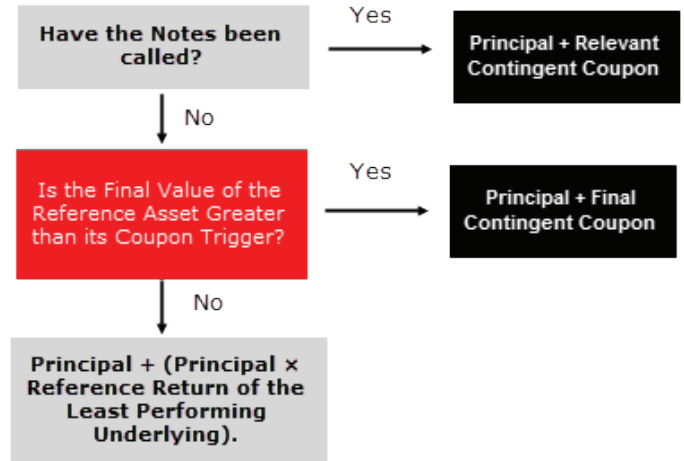 Have the Notes been
called?
Yes
Principal + Relevant
Contingent Coupon
No
Is the Final Value of the
Reference Asset Greater
than its Coupon Trigger?
Yes
Principal + Final
Contingent Coupon
No
Principal + (Principal ×
Reference Return of the
Least Performing
Underlying).